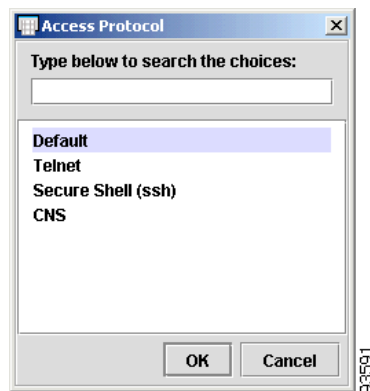 Access Protocol
Type below to search the choices:
Default
Telnet
Secure Shell (ssh)
CNS
OK Cancel
93591